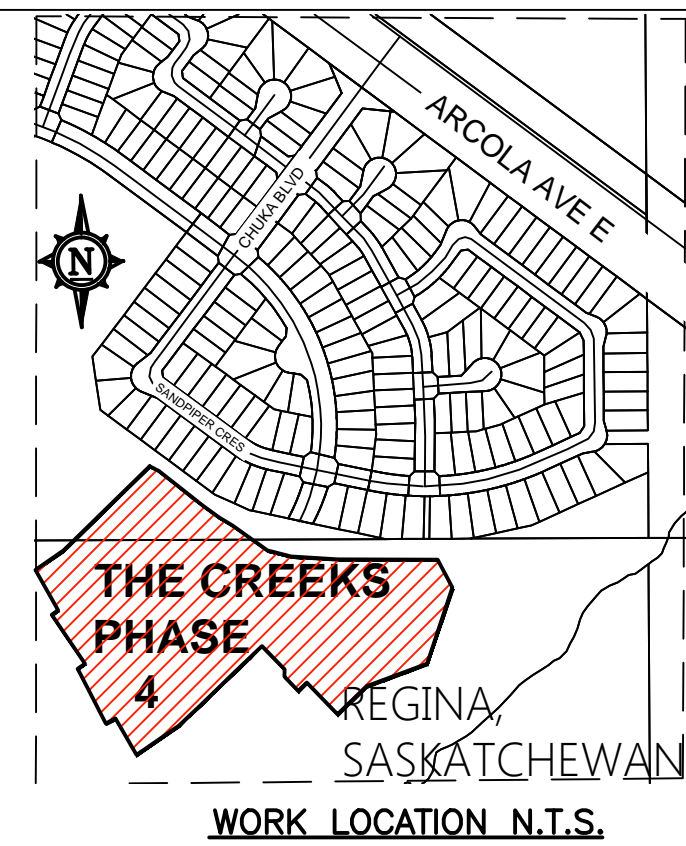 ARCOLA AVE E
CHUKA BLVD
N
SANDPIPER CRES
THE CREEKS
PHASE
4
REGINA,
SASKATCHEWAN
WORK LOCATION N.T.S.